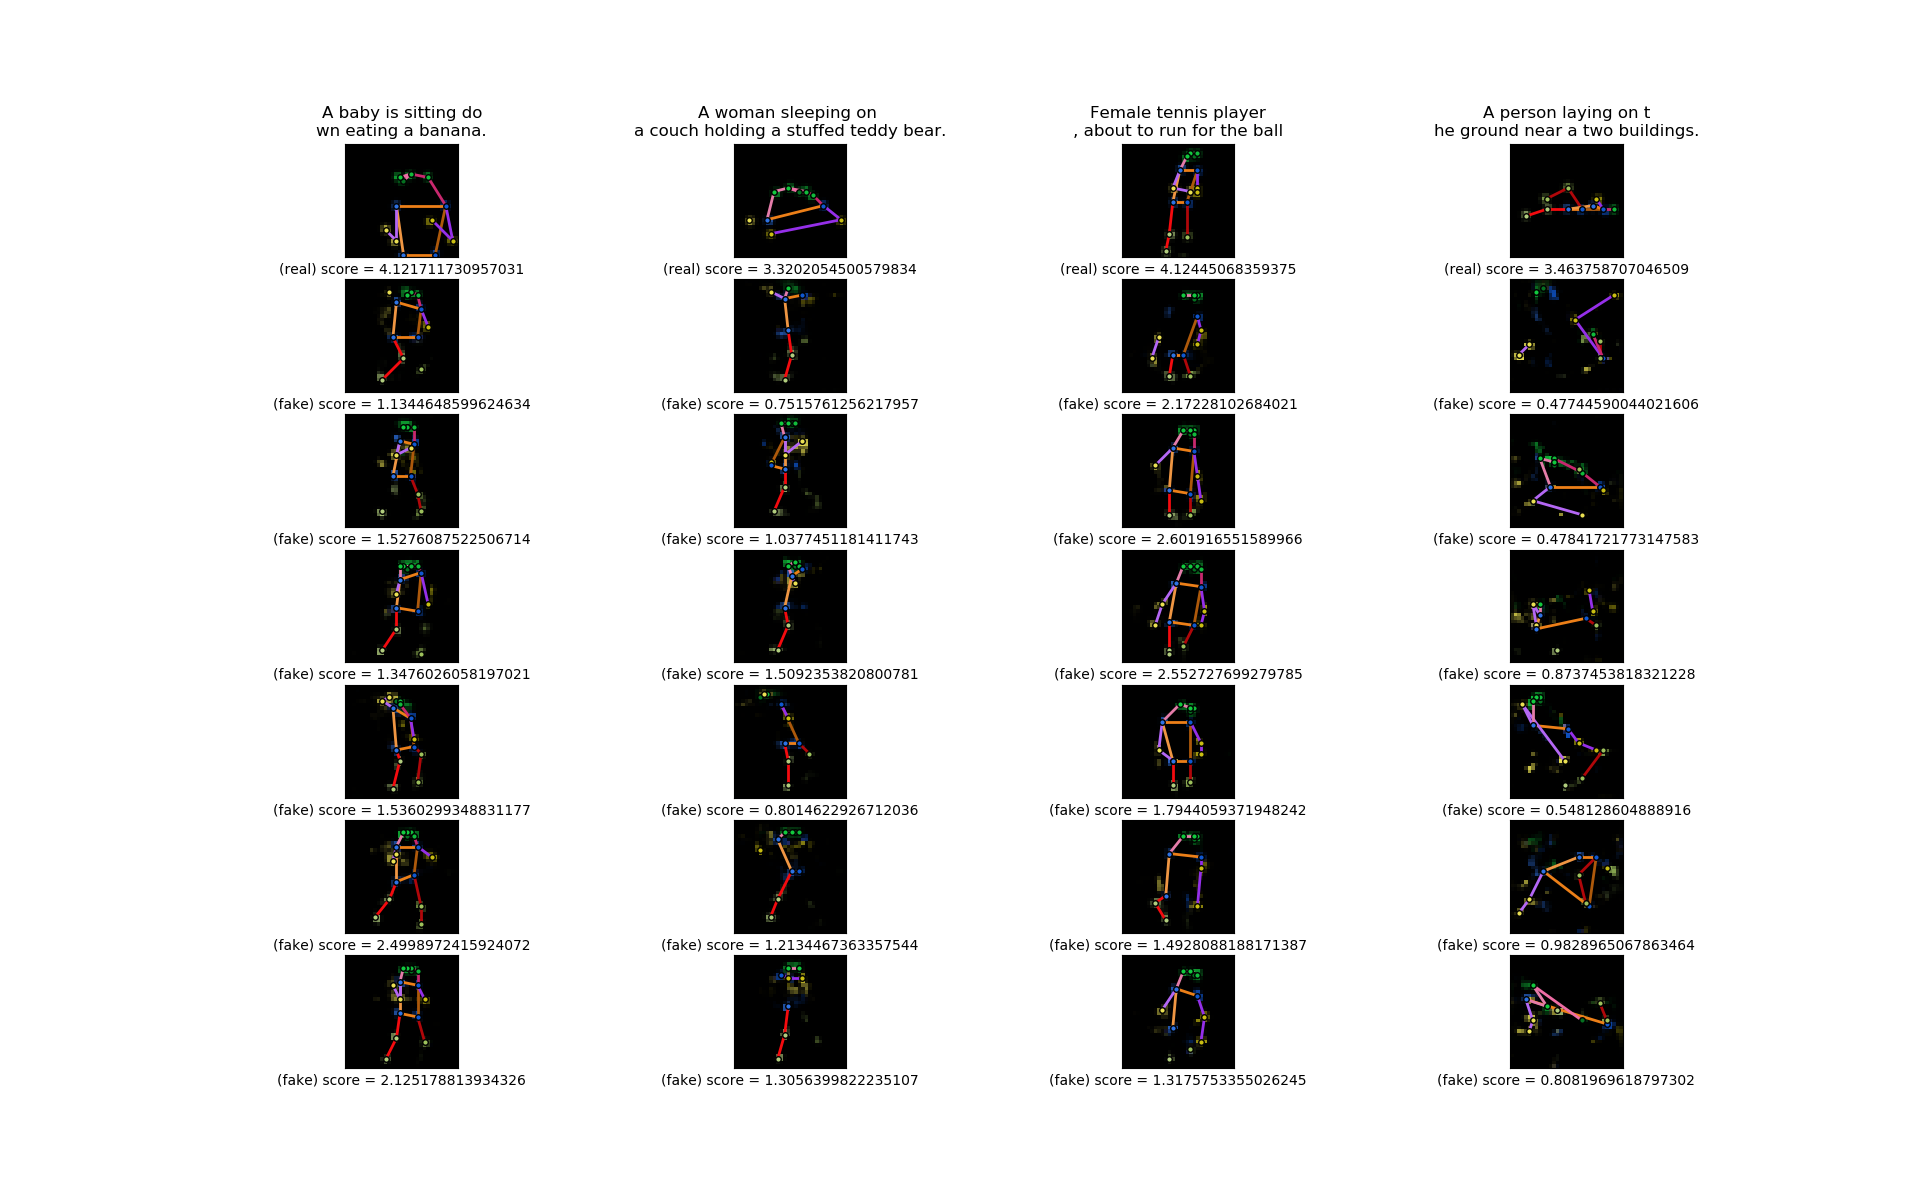 A baby is sitting do
wn eating a banana.
A woman sleeping on
a couch holding a stuffed teddy bear.
Female tennis player
, about to run for the ball
A person laying on t
he ground near a two buildings.
(real) score = 4.121711730957031
(real) score = 3.3202054500579834
(real) score = 4.12445068359375
(real) score = 3.463758707046509
(fake) score = 1.1344648599624634
(fake) score = 0.7515761256217957
(fake) score = 2.17228102684021
(fake) score = 0.47744590044021606
(fake) score = 1.5276087522506714
(fake) score = 1.0377451181411743
(fake) score = 2.601916551589966
(fake) score = 0.47841721773147583
(fake) score = 1.3476026058197021
(fake) score = 1.5092353820800781
(fake) score = 2.552727699279785
(fake) score = 0.8737453818321228
(fake) score = 1.5360299348831177
(fake) score = 0.8014622926712036
(fake) score = 1.7944059371948242
(fake) score = 0.548128604888916
(fake) score = 2.4998972415924072
(fake) score = 1.2134467363357544
(fake) score = 1.4928088188171387
(fake) score = 0.9828965067863464
(fake) score = 2.125178813934326
(fake) score = 1.3056399822235107
(fake) score = 1.3175753355026245
(fake) score = 0.8081969618797302